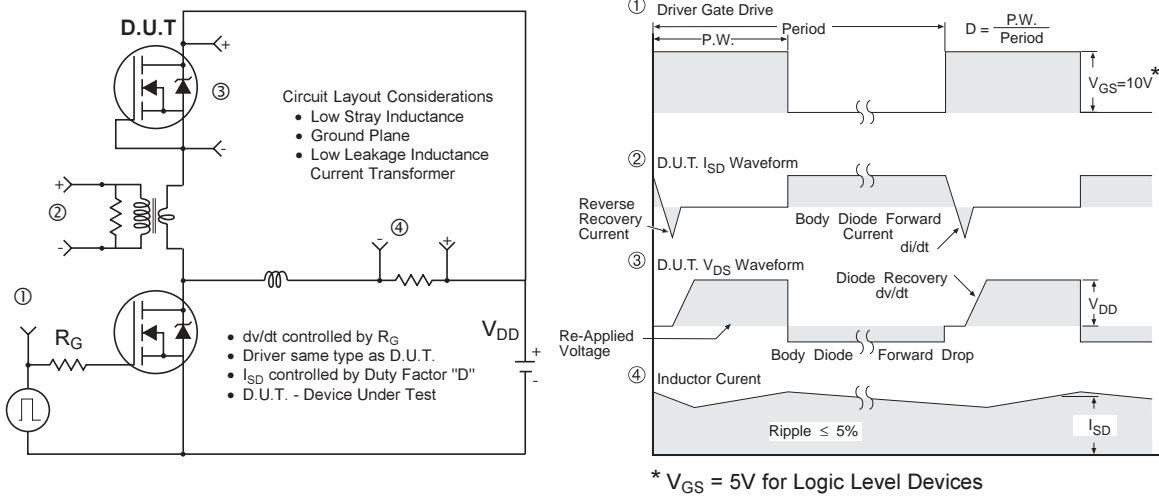 D.U.T
+
③
-
Circuit Layout Considerations
• Low Stray Inductance
• Ground Plane
• Low Leakage Inductance
Current Transformer
+
②
-
④
-
+
①
R_G
V_DD
+
-
• dv/dt controlled by R_G
• Driver same type as D.U.T.
• I_SD controlled by Duty Factor "D"
• D.U.T. - Device Under Test
① Driver Gate Drive
P.W.
Period
D = P.W. / Period
V_GS=10V *
② D.U.T. I_SD Waveform
Reverse
Recovery
Current
Body Diode Forward
Current
di/dt
③ D.U.T. V_DS Waveform
Diode Recovery
dv/dt
V_DD
Re-Applied
Voltage
Body Diode Forward Drop
④ Inductor Curent
Ripple ≤ 5%
I_SD
* V_GS = 5V for Logic Level Devices